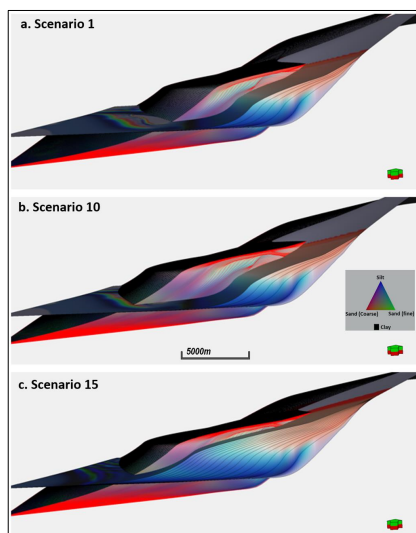 a. Scenario 1
b. Scenario 10
Silt
Sand (Coarse) Sand (fine)
Clay
5000m
c. Scenario 15